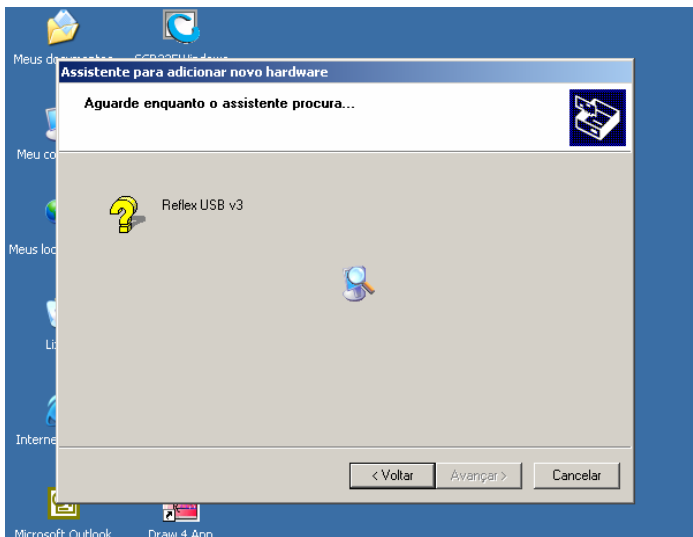 Meus
Assistente para adicionar novo hardware
Aguarde enquanto o assistente procura...
Meu
Reflex USB v3
Meus
< Voltar
Avançar >
Cancelar
Microsoft Outlook
Draw 4 App